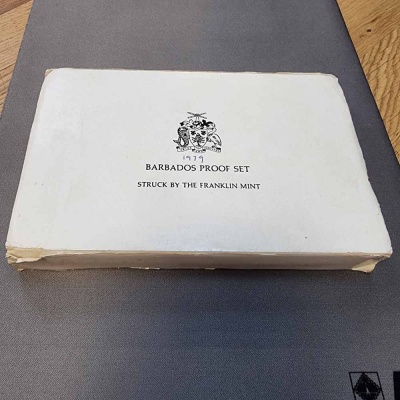 1979
BARBADOS PROOF SET
STRUCK BY THE FRANKLIN MINT